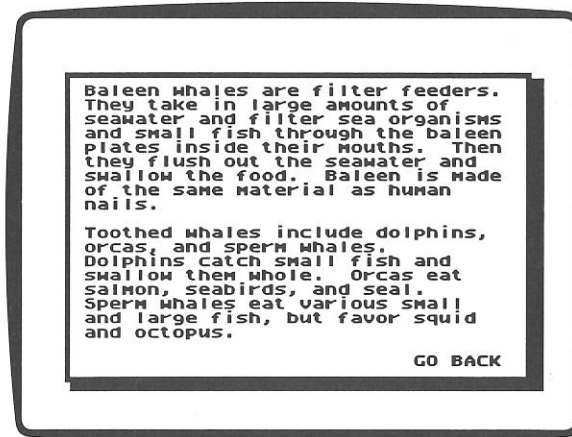 Baleen whales are filter feeders.
They take in large amounts of
seawater and filter sea organisms
and small fish through the baleen
plates inside their mouths.  Then
they flush out the seawater and
swallow the food.  Baleen is made
of the same material as human
nails.

Toothed whales include dolphins,
orcas, and sperm whales.
Dolphins catch small fish and
swallow them whole.  Orcas eat
salmon, seabirds, and seal.
Sperm whales eat various small
and large fish, but favor squid
and octopus.

GO BACK